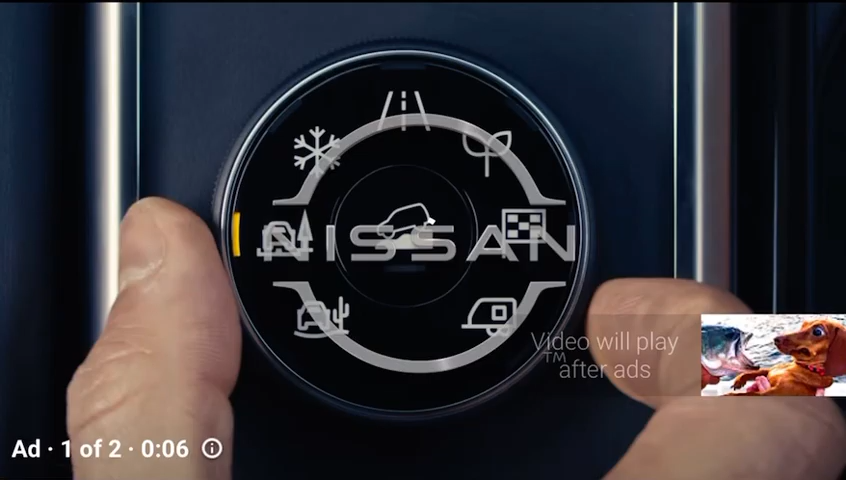 NISSAN
Video will play
TM
after ads
Ad · 1 of 2 · 0:06